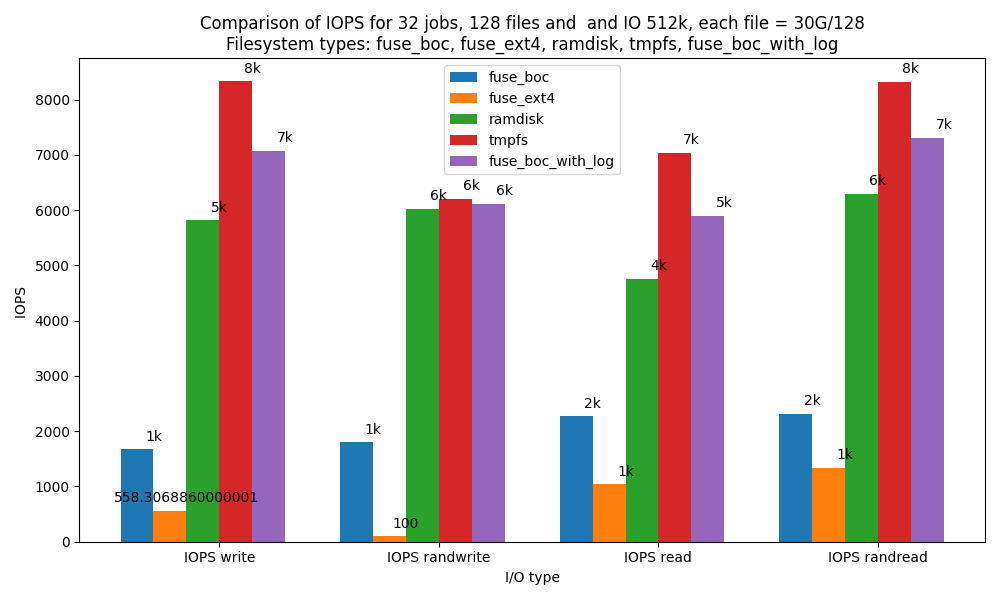 Comparison of IOPS for 32 jobs, 128 files and  and IO 512k, each file = 30G/128
Filesystem types: fuse_boc, fuse_ext4, ramdisk, tmpfs, fuse_boc_with_log
fuse_boc
fuse_ext4
ramdisk
tmpfs
fuse_boc_with_log
IOPS
8000
7000
6000
5000
4000
3000
2000
1000
0
1k
558.3068860000001
5k
8k
7k
1k
100
6k
6k
6k
2k
1k
4k
7k
5k
2k
1k
6k
8k
7k
IOPS write
IOPS randwrite
IOPS read
IOPS randread
I/O type